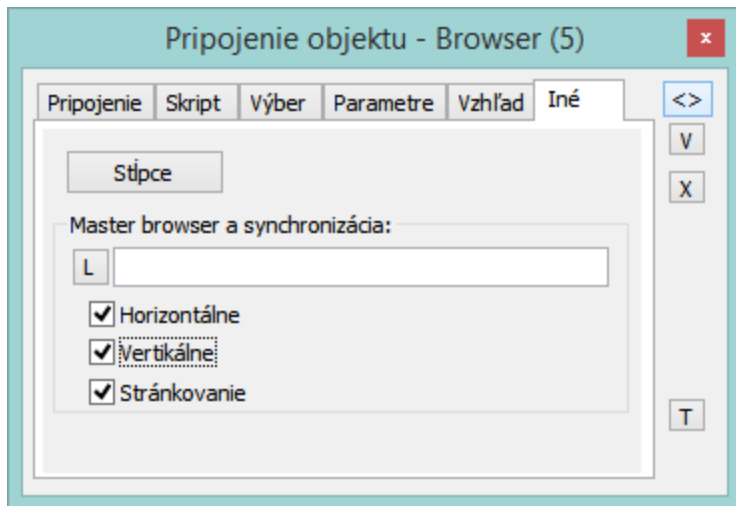 Pripojenie objektu - Browser (5)
x
Pripojenie Skript Výber Parametre Vzhľad Iné
<>
V
X
Stĺpce
Master browser a synchronizácia:
L
Horizontálne
Vertikálne
Stránkovanie
T